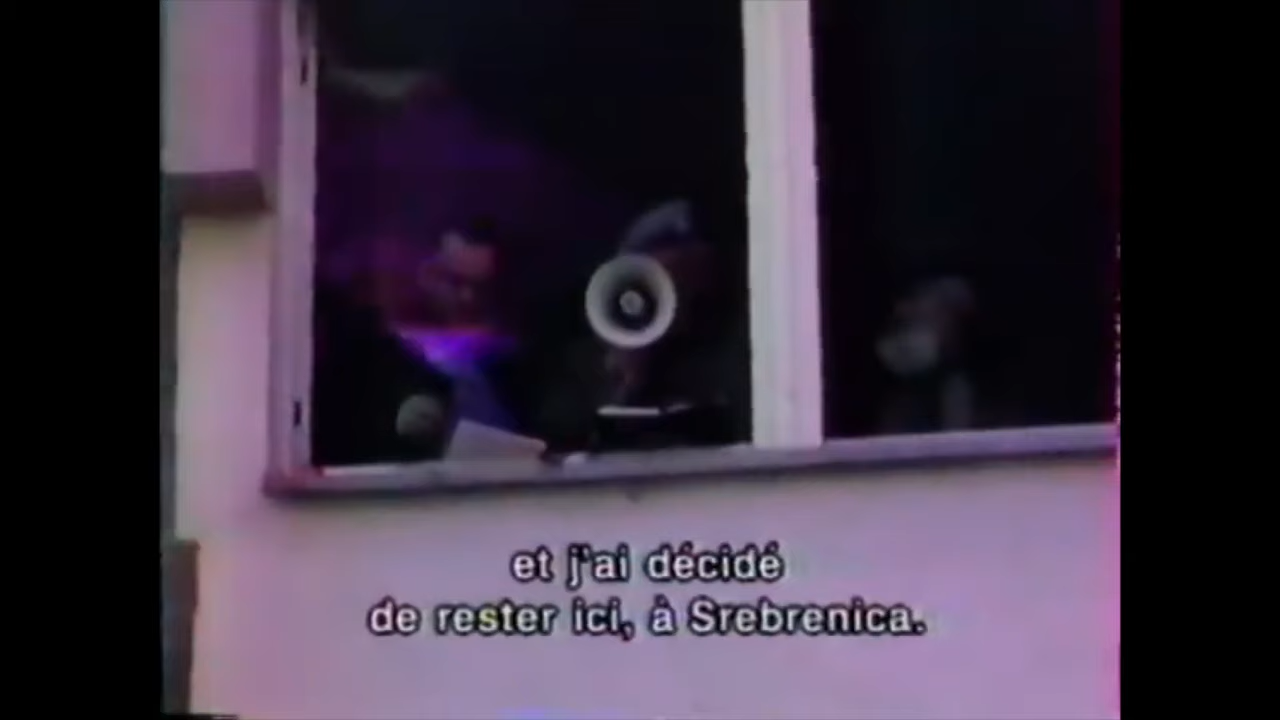 et j'ai décidé
de rester ici, à Srebrenica.